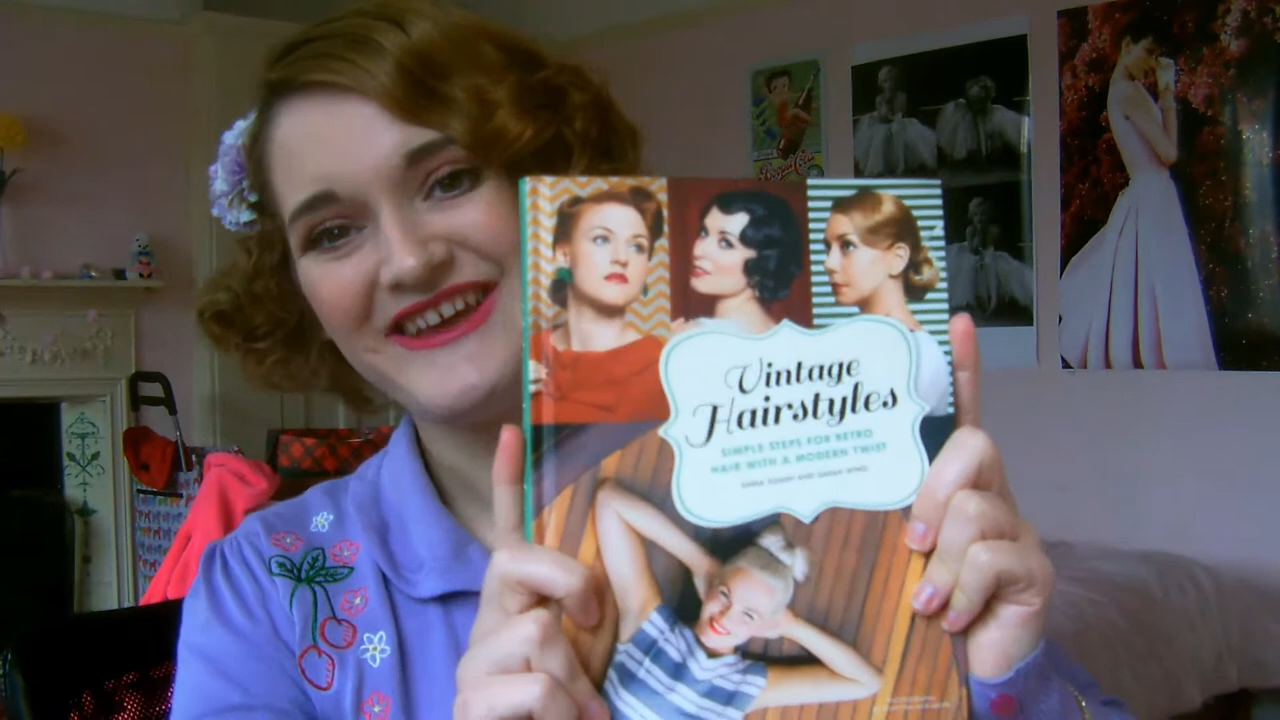 Vintage
Hairstyles
SIMPLE STEPS FOR RETRO
HAIR WITH A MODERN TWIST